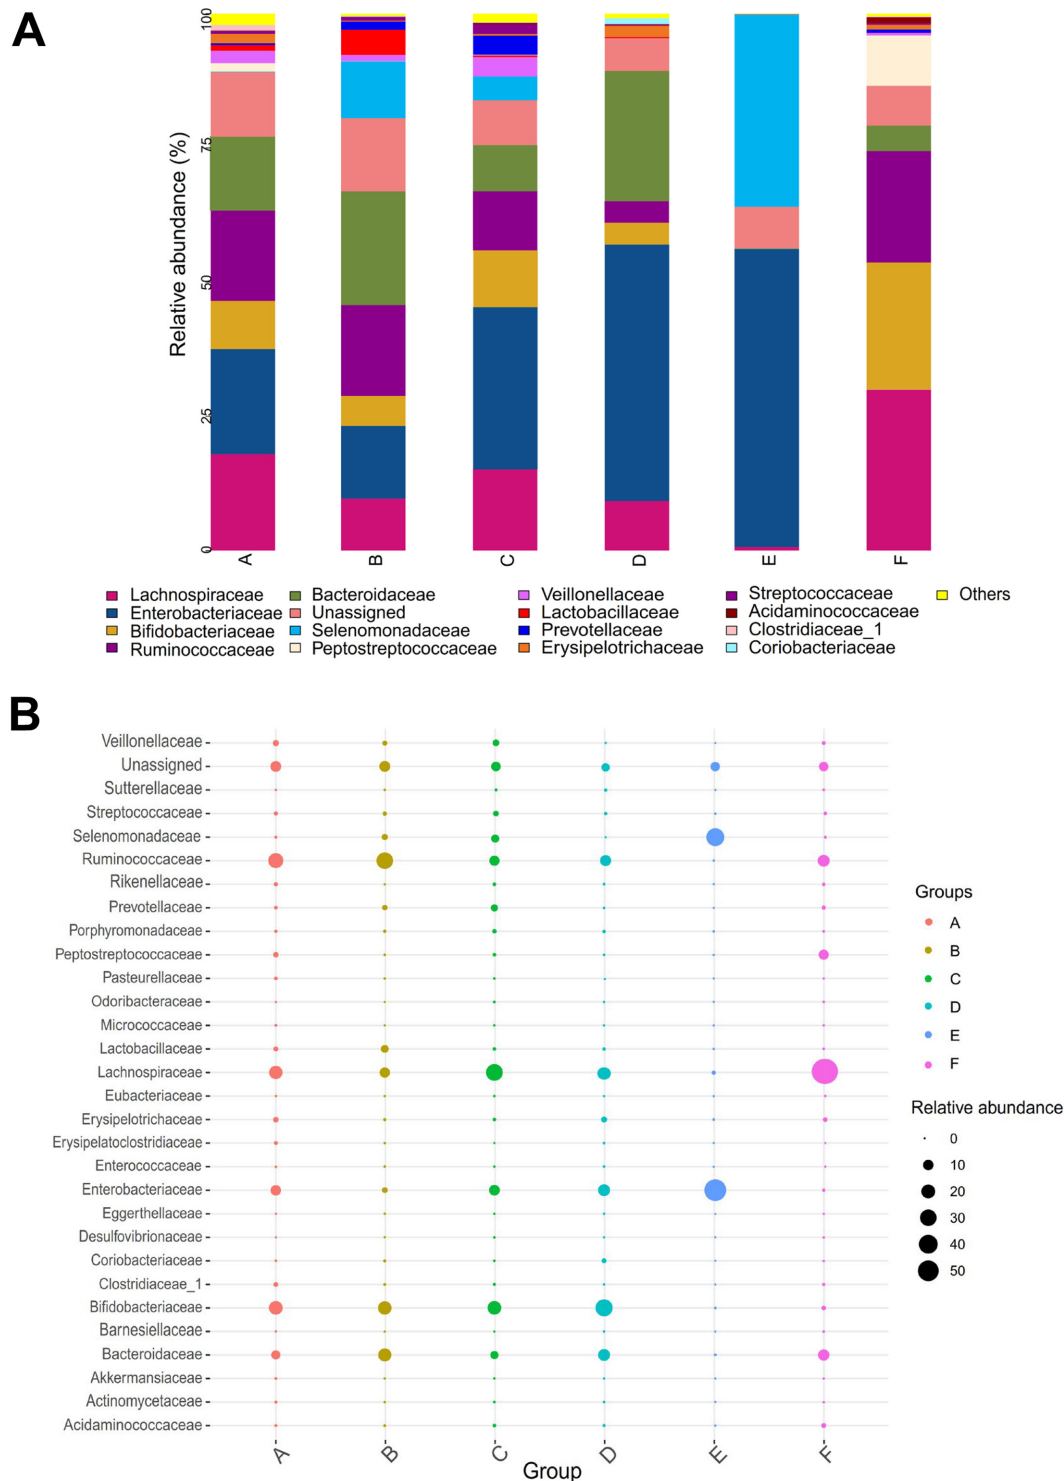 A
Relative abundance (%)
100
75
50
25
0
A B C D E F
Lachnospiraceae Bacteroidaceae Veillonellaceae Streptococcaceae Others
Enterobacteriaceae Unassigned Lactobacillaceae Acidaminococcaceae
Bifidobacteriaceae Selenomonadaceae Prevotellaceae Clostridiaceae_1
Ruminococcaceae Peptostreptococcaceae Erysipelotrichaceae Coriobacteriaceae
B
Veillonellaceae
Unassigned
Sutterellaceae
Streptococcaceae
Selenomonadaceae
Ruminococcaceae
Rikenellaceae
Prevotellaceae
Porphyromonadaceae
Peptostreptococcaceae
Pasteurellaceae
Odoribacteraceae
Micrococcaceae
Lactobacillaceae
Lachnospiraceae
Eubacteriaceae
Erysipelotrichaceae
Erysipelatoclostridiaceae
Enterococcaceae
Enterobacteriaceae
Eggerthellaceae
Desulfovibrionaceae
Coriobacteriaceae
Clostridiaceae_1
Bifidobacteriaceae
Barnesiellaceae
Bacteroidaceae
Akkermansiaceae
Actinomycetaceae
Acidaminococcaceae
A B C D E F
Group
Groups
A
B
C
D
E
F
Relative abundance
0
10
20
30
40
50